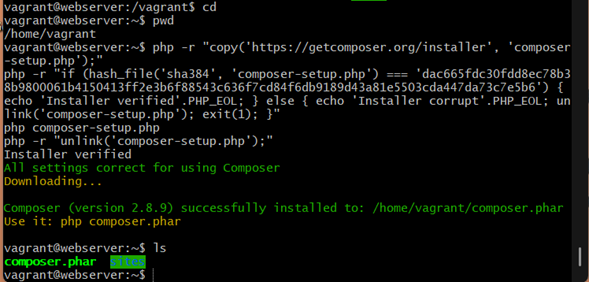 vagrant@webserver:/vagrant$ cd
vagrant@webserver:~$ pwd
/home/vagrant
vagrant@webserver:~$ php -r "copy('https://getcomposer.org/installer', 'composer
-setup.php');"
php -r "if (hash_file('sha384', 'composer-setup.php') === 'dac665fdc30fdd8ec78b3
8b9800061b4150413ff2e3b6f88543c636f7cd84f6db9189d43a81e5503cda447da73c7e5b6') {
echo 'Installer verified'.PHP_EOL; } else { echo 'Installer corrupt'.PHP_EOL; un
link('composer-setup.php'); exit(1); }"
php composer-setup.php
php -r "unlink('composer-setup.php');"
Installer verified
All settings correct for using Composer
Downloading...
Composer (version 2.8.9) successfully installed to: /home/vagrant/composer.phar
Use it: php composer.phar
vagrant@webserver:~$ ls
composer.phar sites
vagrant@webserver:~$